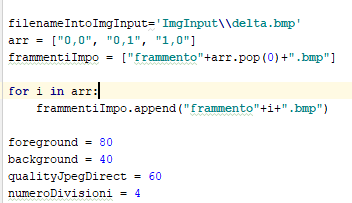 filenameIntoImgInput='ImgInput\\delta.bmp'
arr = ["0,0", "0,1", "1,0"]
frammentiImpo = ["frammento"+arr.pop(0)+".bmp"]
for i in arr:
frammentiImpo.append("frammento"+i+".bmp")
foreground = 80
background = 40
qualityJpegDirect = 60
numeroDivisioni = 4